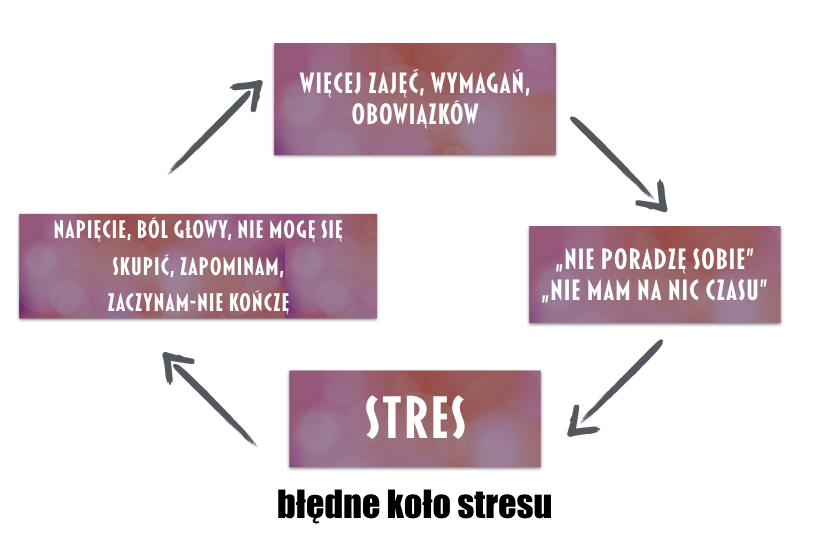 WIĘCEJ ZAJĘĆ, WYMAGAŃ,
OBOWIĄZKÓW
„NIE PORADZĘ SOBIE”
„NIE MAM NA NIC CZASU”
STRES
NAPIĘCIE, BÓL GŁOWY, NIE MOGĘ SIĘ
SKUPIĆ, ZAPOMINAM,
ZACZYNAM-NIE KOŃCZĘ
błędne koło stresu